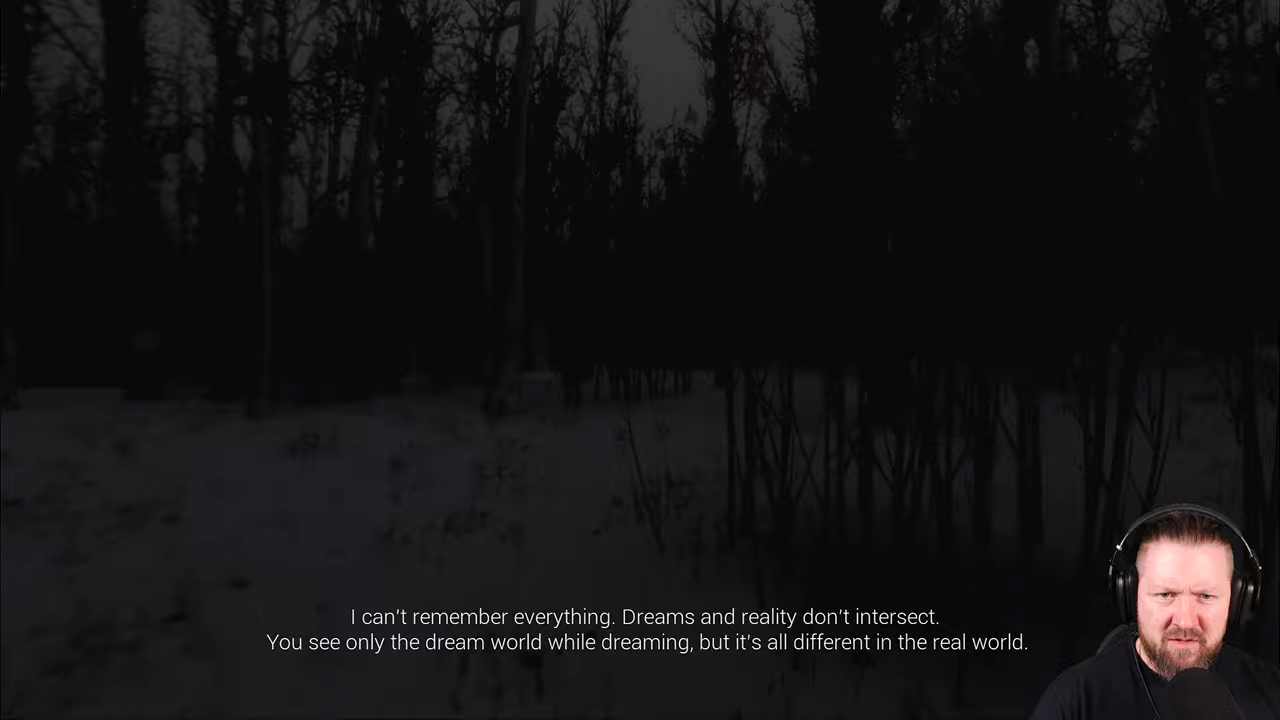 I can't remember everything. Dreams and reality don't intersect.
You see only the dream world while dreaming, but it's all different in the real world.